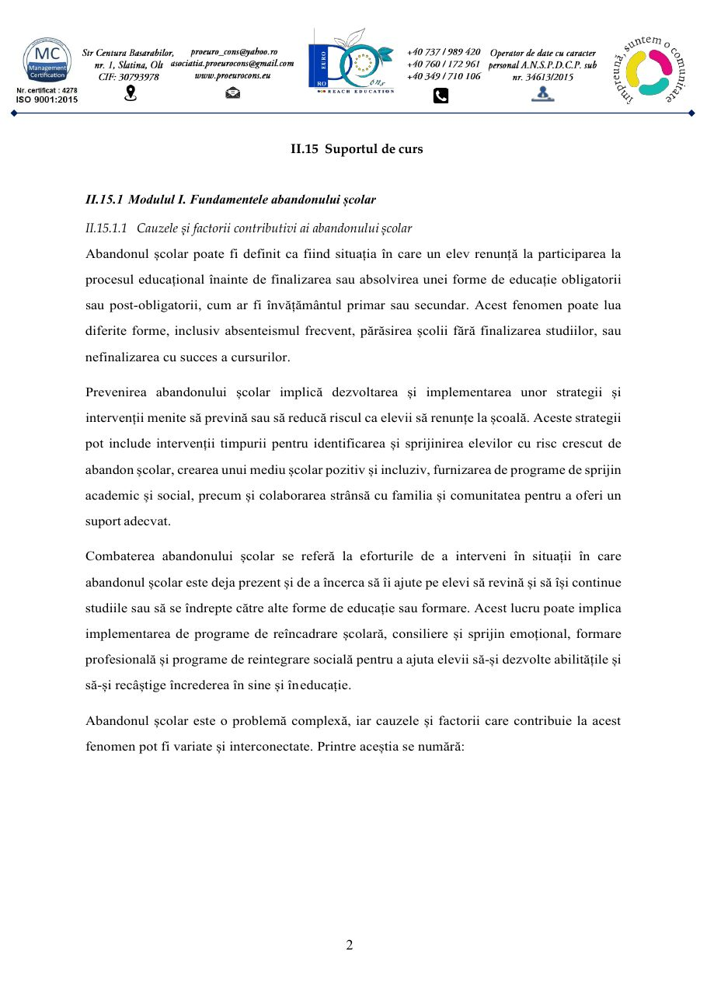 MC
Management
Certification
Nr. certificat : 4278
ISO 9001:2015
Str Centura Basarabilor,
nr. 1, Slatina, Olt
CIF: 30793978
proeuro_cons@yahoo.ro
asociatia.proeurocons@gmail.com
www.proeurocons.eu
EURO
RO
ons
REACH EDUCATION
+40 737 / 989 420
+40 760 / 172 961
+40 349 / 710 106
Operator de date cu caracter
personal A.N.S.P.D.C.P. sub
nr. 34613/2015
împreună, suntem o comunitate
II.15 Suportul de curs
II.15.1 Modulul I. Fundamentele abandonului școlar
II.15.1.1 Cauzele și factorii contributivi ai abandonului școlar
Abandonul școlar poate fi definit ca fiind situația în care un elev renunță la participarea la
procesul educațional înainte de finalizarea sau absolvirea unei forme de educație obligatorii
sau post-obligatorii, cum ar fi învățământul primar sau secundar. Acest fenomen poate lua
diferite forme, inclusiv absenteismul frecvent, părăsirea școlii fără finalizarea studiilor, sau
nefinalizarea cu succes a cursurilor.
Prevenirea abandonului școlar implică dezvoltarea și implementarea unor strategii și
intervenții menite să prevină sau să reducă riscul ca elevii să renunțe la școală. Aceste strategii
pot include intervenții timpurii pentru identificarea și sprijinirea elevilor cu risc crescut de
abandon școlar, crearea unui mediu școlar pozitiv și incluziv, furnizarea de programe de sprijin
academic și social, precum și colaborarea strânsă cu familia și comunitatea pentru a oferi un
suport adecvat.
Combaterea abandonului școlar se referă la eforturile de a interveni în situații în care
abandonul școlar este deja prezent și de a încerca să îi ajute pe elevi să revină și să își continue
studiile sau să se îndrepte către alte forme de educație sau formare. Acest lucru poate implica
implementarea de programe de reîncadrare școlară, consiliere și sprijin emoțional, formare
profesională și programe de reintegrare socială pentru a ajuta elevii să-și dezvolte abilitățile și
să-și recâștige încrederea în sine și în educație.
Abandonul școlar este o problemă complexă, iar cauzele și factorii care contribuie la acest
fenomen pot fi variate și interconectate. Printre aceștia se numără:
2